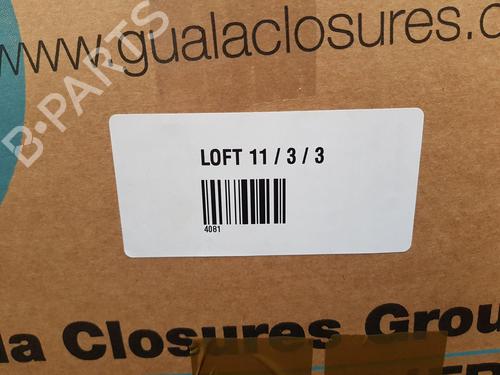 www.gualaclosures.c
B-PARTS
LOFT 11 / 3 / 3
4081
la Closures Grou